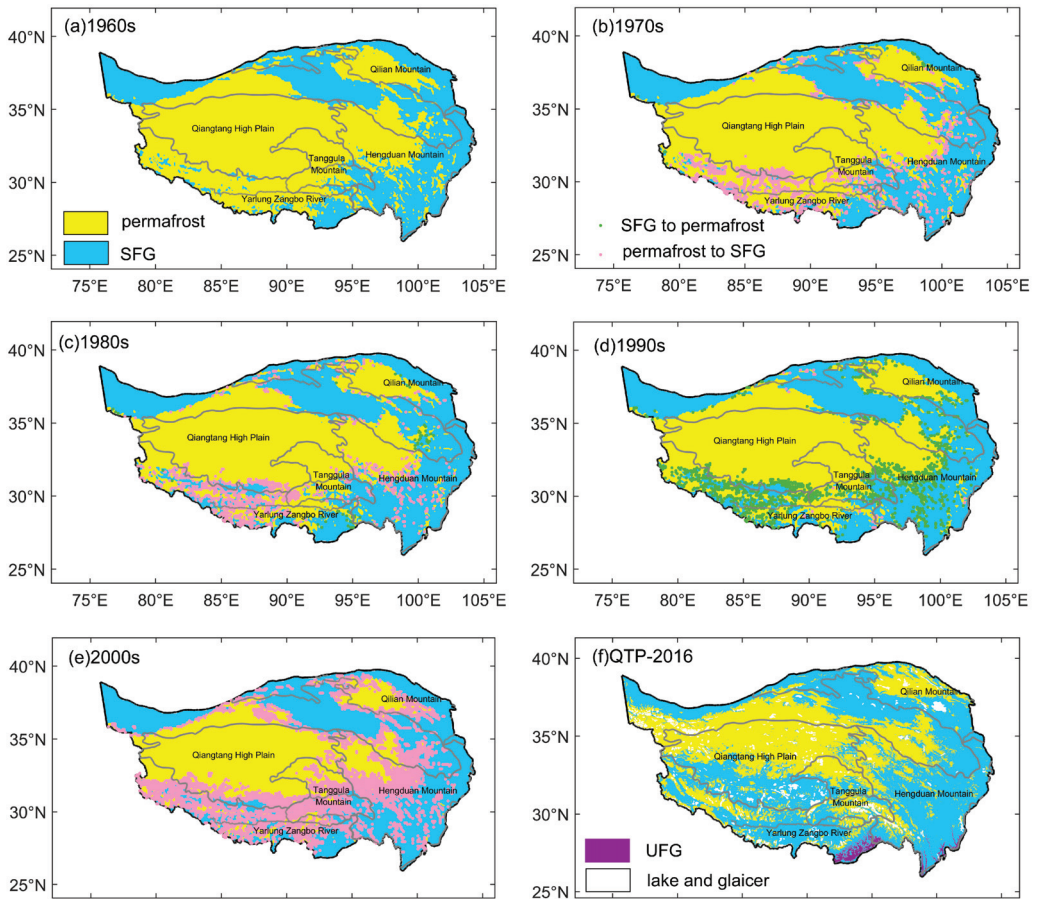 (a)1960s
40°N
35°N
30°N
25°N
Qilian Mountain
Qiangtang High Plain
Tanggula
Mountain
Hengduan Mountain
Yarlung Zangbo River
permafrost
SFG
75°E 80°E 85°E 90°E 95°E 100°E 105°E
(b)1970s
40°N
35°N
30°N
25°N
Qilian Mountain
Qiangtang High Plain
Tanggula
Mountain
Hengduan Mountain
Yarlung Zangbo River
SFG to permafrost
permafrost to SFG
75°E 80°E 85°E 90°E 95°E 100°E 105°E
(c)1980s
40°N
35°N
30°N
25°N
Qilian Mountain
Qiangtang High Plain
Tanggula
Mountain
Hengduan Mountain
Yarlung Zangbo River
75°E 80°E 85°E 90°E 95°E 100°E 105°E
(d)1990s
40°N
35°N
30°N
25°N
Qilian Mountain
Qiangtang High Plain
Tanggula
Mountain
Hengduan Mountain
Yarlung Zangbo River
75°E 80°E 85°E 90°E 95°E 100°E 105°E
(e)2000s
40°N
35°N
30°N
25°N
Qilian Mountain
Qiangtang High Plain
Tanggula
Mountain
Hengduan Mountain
Yarlung Zangbo River
(f)QTP-2016
40°N
35°N
30°N
25°N
Qilian Mountain
Qiangtang High Plain
Tanggula
Mountain
Hengduan Mountain
Yarlung Zangbo River
UFG
lake and glaicer